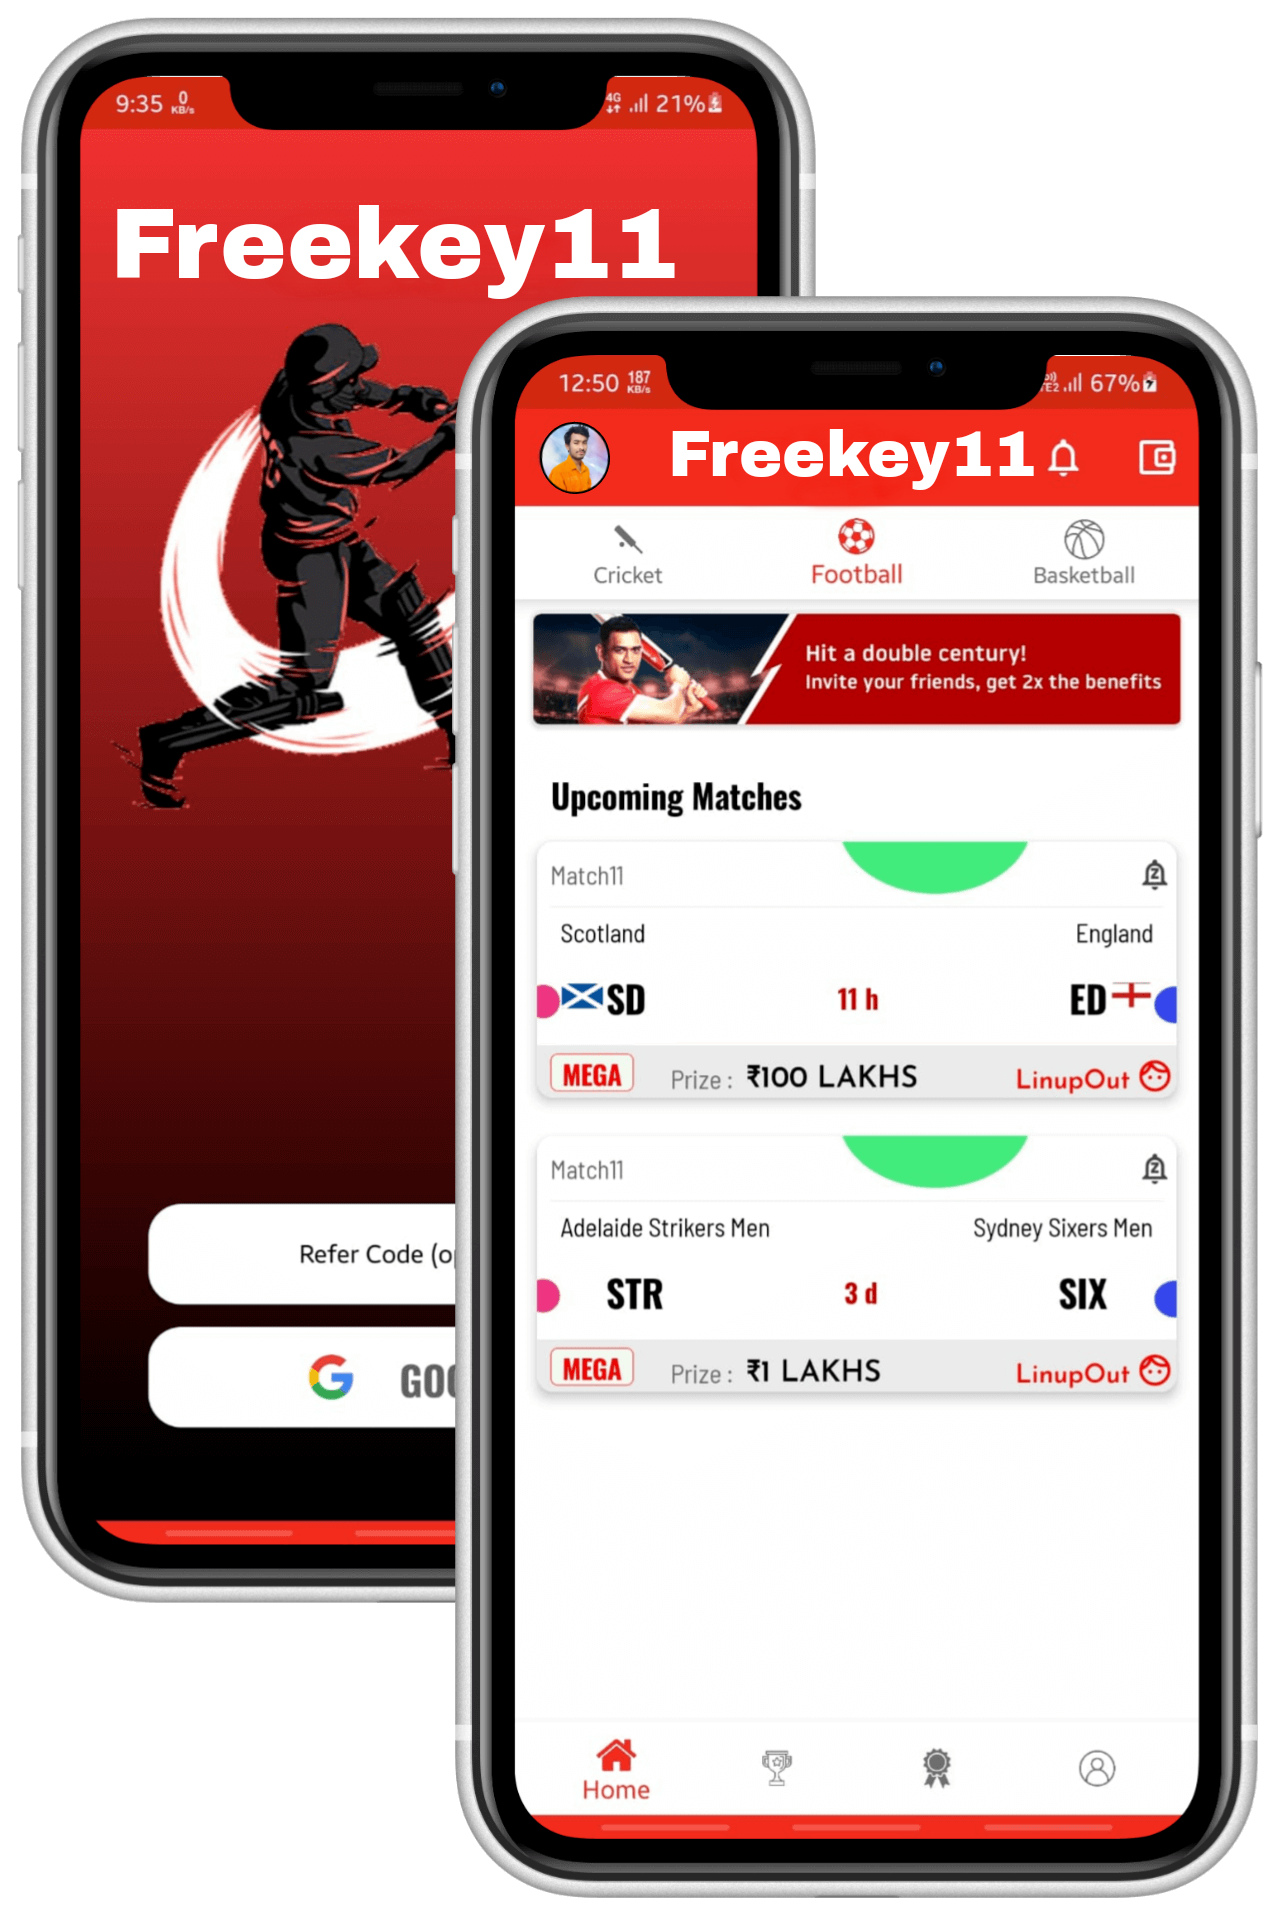 9:35 0 KB/s 4G 21%
Freekey11
Refer Code (o
GOO
12:50 187 KB/s 67%
Freekey11
Cricket Football Basketball
Hit a double century!
Invite your friends, get 2x the benefits
Upcoming Matches
Match11
Scotland England
SD 11 h ED
MEGA Prize : ₹100 LAKHS LinupOut
Match11
Adelaide Strikers Men Sydney Sixers Men
STR 3 d SIX
MEGA Prize : ₹1 LAKHS LinupOut
Home